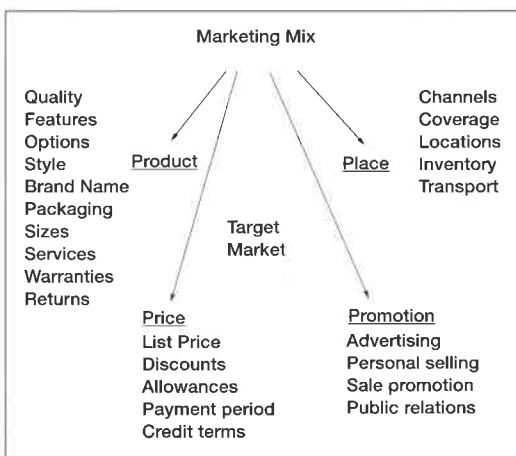 Marketing Mix
Quality
Features
Options
Style
Brand Name
Packaging
Sizes
Services
Warranties
Returns
Product
Channels
Coverage
Locations
Inventory
Transport
Place
Target
Market
Price
List Price
Discounts
Allowances
Payment period
Credit terms
Promotion
Advertising
Personal selling
Sale promotion
Public relations